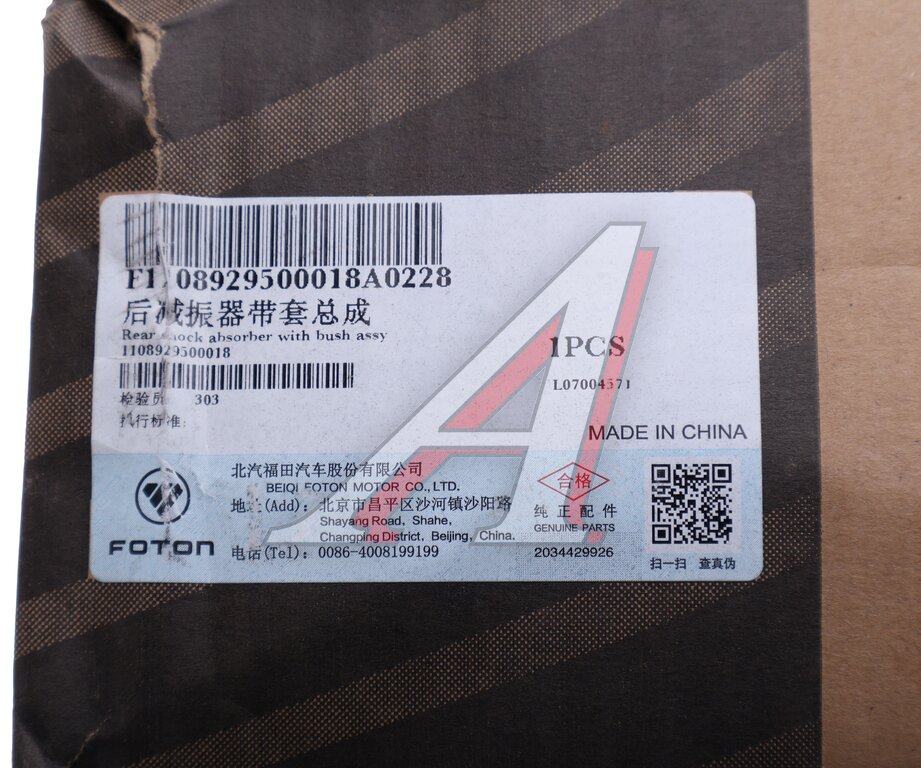 F1108929500018A0228
后减振器带套总成
Rear shock absorber with bush assy
1108929500018
1PCS
L07004571
检验员: 303
执行标准:
MADE IN CHINA
FOTON
北汽福田汽车股份有限公司
BEIQI FOTON MOTOR CO., LTD.
地址(Add): 北京市昌平区沙河镇沙阳路
Shayang Road, Shahe,
Changping District, Beijing, China.
电话(Tel): 0086-4008199199
合格
纯正配件
GENUINE PARTS
2034429926
扫一扫 查真伪